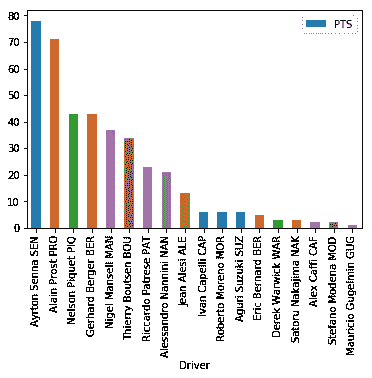 80
70
60
50
40
30
20
10
0
PTS
Ayrton Senna SEN
Alain Prost PRO
Nelson Piquet PIQ
Gerhard Berger BER
Nigel Mansell MAN
Thierry Boutsen BOU
Riccardo Patrese PAT
Alessandro Nannini NAN
Jean Alesi ALE
Ivan Capelli CAP
Roberto Moreno MOR
Aguri Suzuki SUZ
Eric Bernard BER
Derek Warwick WAR
Satoru Nakajima NAK
Alex Caffi CAF
Stefano Modena MOD
Mauricio Gugelmin GUG
Driver